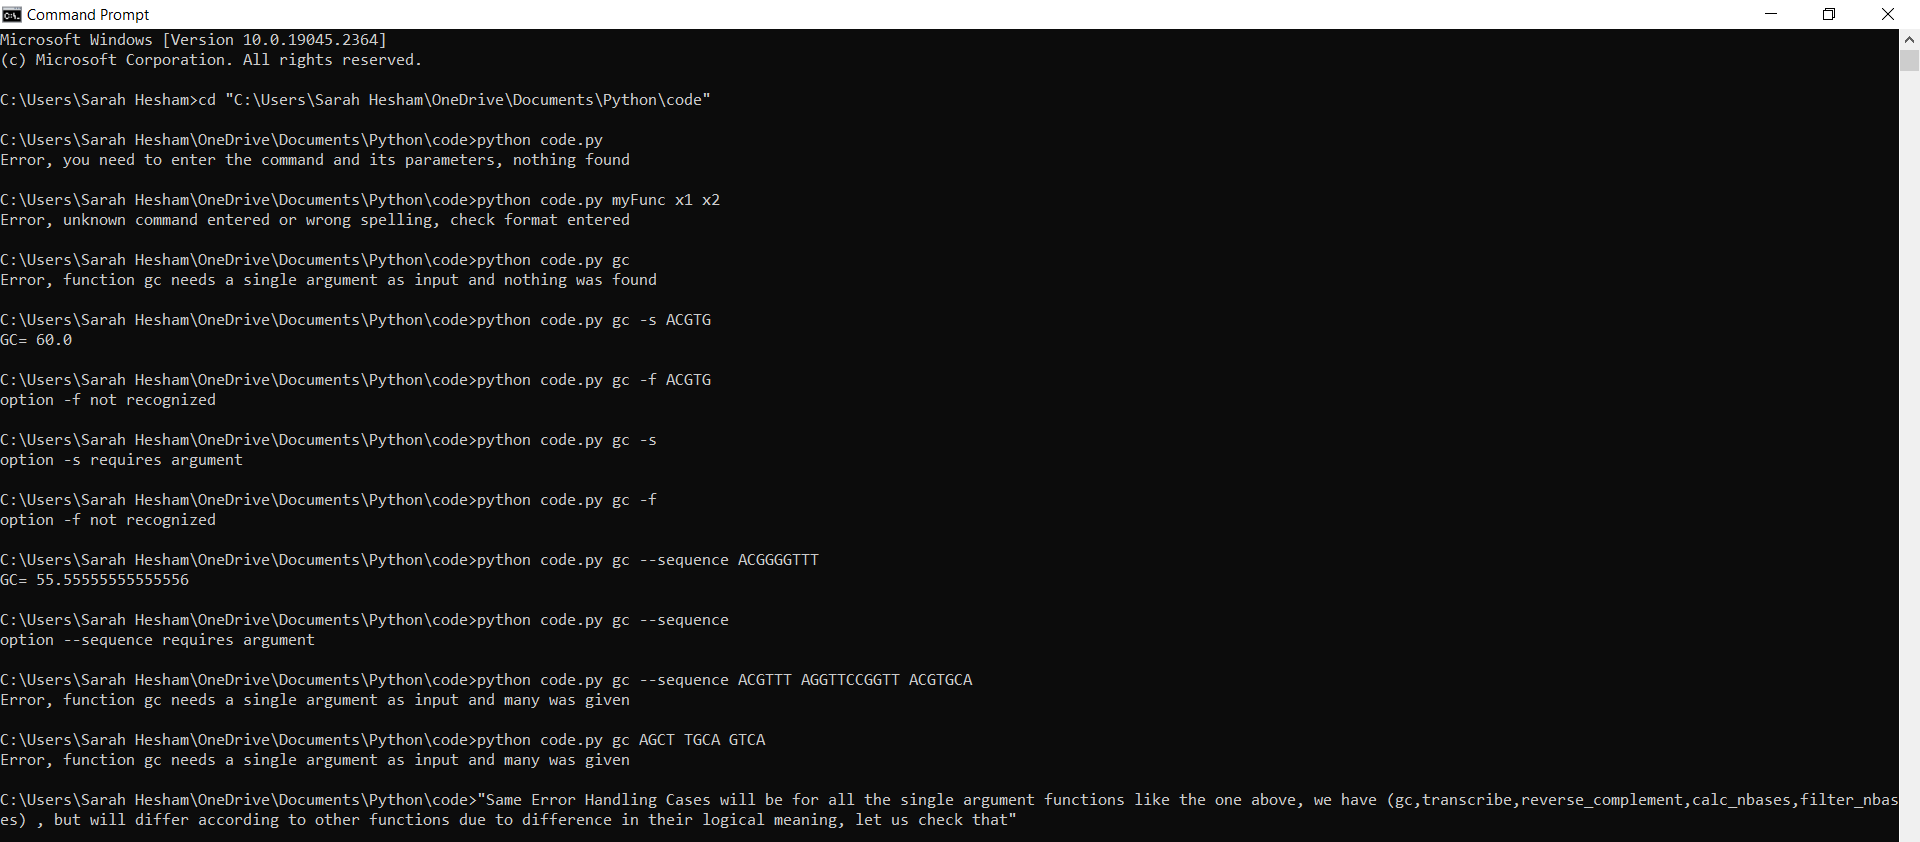 Command Prompt
Microsoft Windows [Version 10.0.19045.2364]
(c) Microsoft Corporation. All rights reserved.
C:\Users\Sarah Hesham>cd "C:\Users\Sarah Hesham\OneDrive\Documents\Python\code"
C:\Users\Sarah Hesham\OneDrive\Documents\Python\code>python code.py
Error, you need to enter the command and its parameters, nothing found
C:\Users\Sarah Hesham\OneDrive\Documents\Python\code>python code.py myFunc x1 x2
Error, unknown command entered or wrong spelling, check format entered
C:\Users\Sarah Hesham\OneDrive\Documents\Python\code>python code.py gc
Error, function gc needs a single argument as input and nothing was found
C:\Users\Sarah Hesham\OneDrive\Documents\Python\code>python code.py gc -s ACGTG
GC= 60.0
C:\Users\Sarah Hesham\OneDrive\Documents\Python\code>python code.py gc -f ACGTG
option -f not recognized
C:\Users\Sarah Hesham\OneDrive\Documents\Python\code>python code.py gc -s
option -s requires argument
C:\Users\Sarah Hesham\OneDrive\Documents\Python\code>python code.py gc -f
option -f not recognized
C:\Users\Sarah Hesham\OneDrive\Documents\Python\code>python code.py gc --sequence ACGGGGTTT
GC= 55.55555555555556
C:\Users\Sarah Hesham\OneDrive\Documents\Python\code>python code.py gc --sequence
option --sequence requires argument
C:\Users\Sarah Hesham\OneDrive\Documents\Python\code>python code.py gc --sequence ACGTTT AGGTTCCGGTT ACGTGCA
Error, function gc needs a single argument as input and many was given
C:\Users\Sarah Hesham\OneDrive\Documents\Python\code>python code.py gc AGCT TGCA GTCA
Error, function gc needs a single argument as input and many was given
C:\Users\Sarah Hesham\OneDrive\Documents\Python\code>"Same Error Handling Cases will be for all the single argument functions like the one above, we have (gc,transcribe,reverse_complement,calc_nbases,filter_nbas
es) , but will differ according to other functions due to difference in their logical meaning, let us check that"